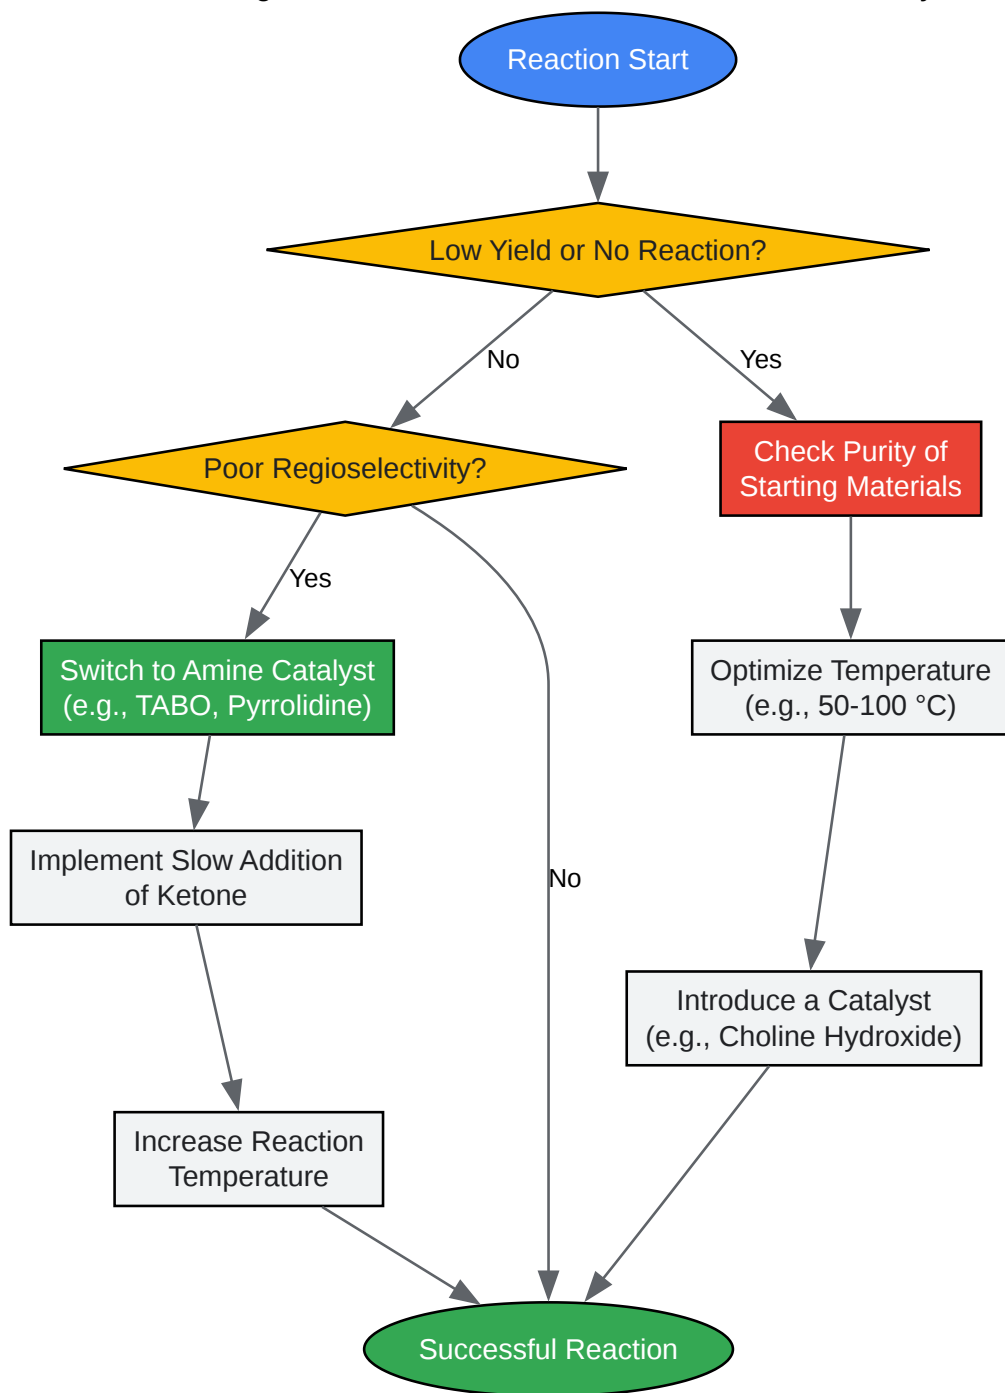 Reaction Start
Low Yield or No Reaction?
No
Yes
Poor Regioselectivity?
Check Purity of
Starting Materials
Yes
Switch to Amine Catalyst
(e.g., TABO, Pyrrolidine)
Optimize Temperature
(e.g., 50-100 °C)
Implement Slow Addition
of Ketone
No
Introduce a Catalyst
(e.g., Choline Hydroxide)
Increase Reaction
Temperature
Successful Reaction